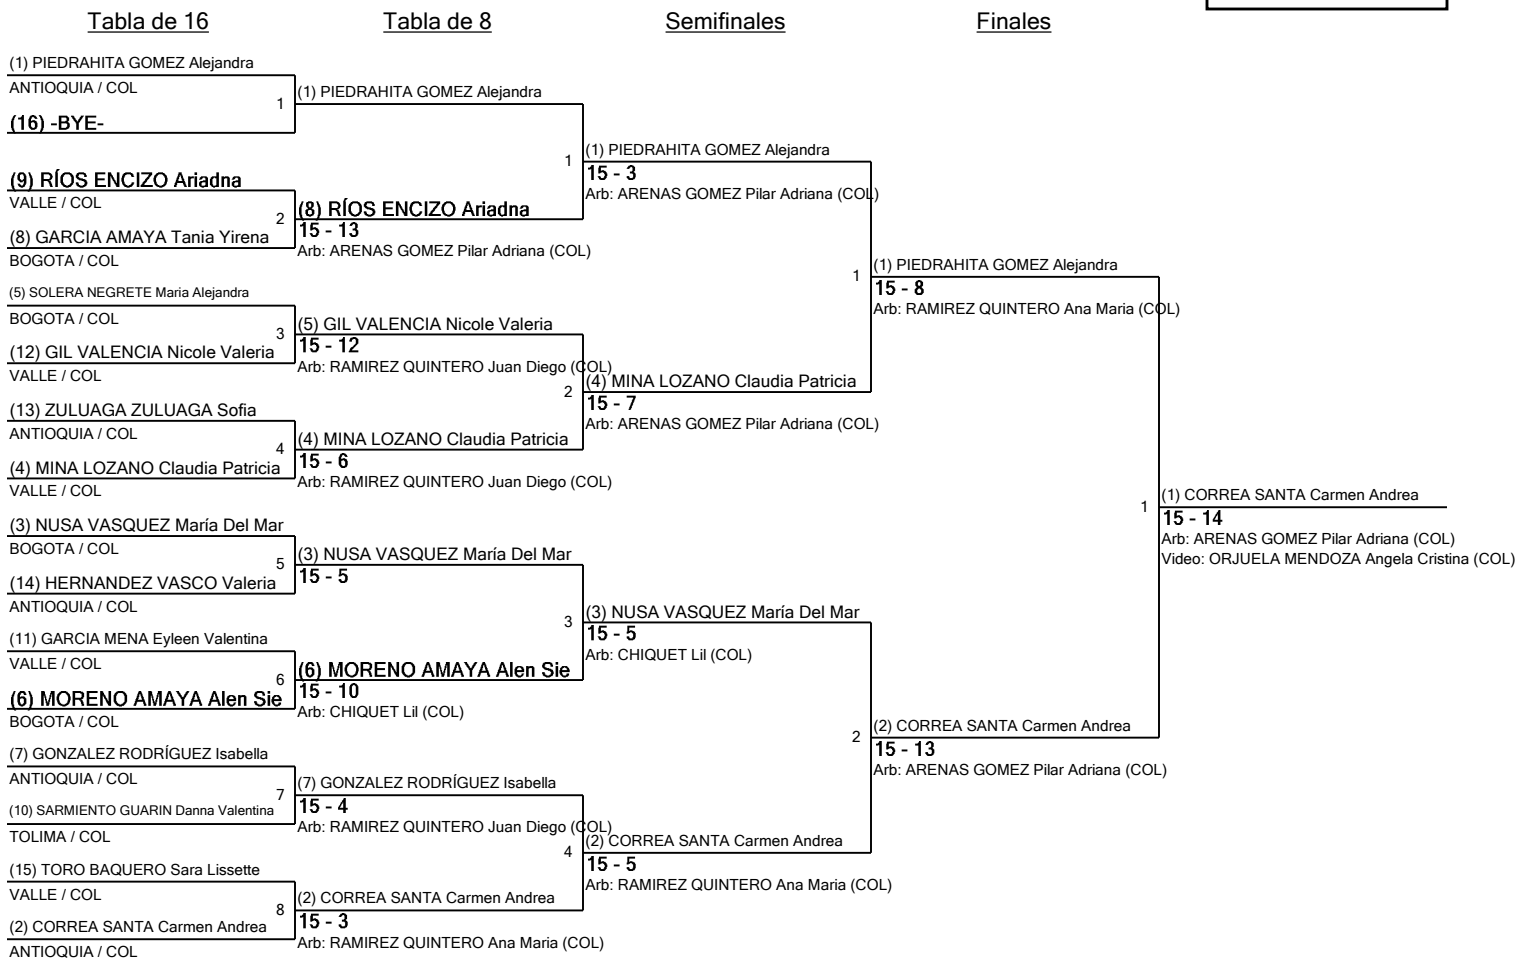 Tabla de 16
Tabla de 8
Semifinales
Finales
(1) PIEDRAHITA GOMEZ Alejandra
ANTIOQUIA / COL
1
(16) -BYE-
(9) RÍOS ENCIZO Ariadna
VALLE / COL
2
(8) GARCIA AMAYA Tania Yirena
BOGOTA / COL
(5) SOLERA NEGRETE Maria Alejandra
BOGOTA / COL
3
(12) GIL VALENCIA Nicole Valeria
VALLE / COL
(13) ZULUAGA ZULUAGA Sofia
ANTIOQUIA / COL
4
(4) MINA LOZANO Claudia Patricia
VALLE / COL
(3) NUSA VASQUEZ María Del Mar
BOGOTA / COL
5
(14) HERNANDEZ VASCO Valeria
ANTIOQUIA / COL
(11) GARCIA MENA Eyleen Valentina
VALLE / COL
6
(6) MORENO AMAYA Alen Sie
BOGOTA / COL
(7) GONZALEZ RODRÍGUEZ Isabella
ANTIOQUIA / COL
7
(10) SARMIENTO GUARIN Danna Valentina
TOLIMA / COL
(15) TORO BAQUERO Sara Lissette
VALLE / COL
8
(2) CORREA SANTA Carmen Andrea
ANTIOQUIA / COL
(1) PIEDRAHITA GOMEZ Alejandra
1
(8) RÍOS ENCIZO Ariadna
15 - 13
Arb: ARENAS GOMEZ Pilar Adriana (COL)
(5) GIL VALENCIA Nicole Valeria
15 - 12
Arb: RAMIREZ QUINTERO Juan Diego (COL)
2
(4) MINA LOZANO Claudia Patricia
15 - 6
Arb: RAMIREZ QUINTERO Juan Diego (COL)
(3) NUSA VASQUEZ María Del Mar
15 - 5
3
(6) MORENO AMAYA Alen Sie
15 - 10
Arb: CHIQUET Lil (COL)
(7) GONZALEZ RODRÍGUEZ Isabella
15 - 4
Arb: RAMIREZ QUINTERO Juan Diego (COL)
4
(2) CORREA SANTA Carmen Andrea
15 - 3
Arb: RAMIREZ QUINTERO Ana Maria (COL)
(1) PIEDRAHITA GOMEZ Alejandra
15 - 3
Arb: ARENAS GOMEZ Pilar Adriana (COL)
1
(4) MINA LOZANO Claudia Patricia
15 - 7
Arb: ARENAS GOMEZ Pilar Adriana (COL)
(3) NUSA VASQUEZ María Del Mar
15 - 5
Arb: CHIQUET Lil (COL)
2
(2) CORREA SANTA Carmen Andrea
15 - 5
Arb: RAMIREZ QUINTERO Ana Maria (COL)
(1) PIEDRAHITA GOMEZ Alejandra
15 - 8
Arb: RAMIREZ QUINTERO Ana Maria (COL)
1
(2) CORREA SANTA Carmen Andrea
15 - 13
Arb: ARENAS GOMEZ Pilar Adriana (COL)
(1) CORREA SANTA Carmen Andrea
15 - 14
Arb: ARENAS GOMEZ Pilar Adriana (COL)
Video: ORJUELA MENDOZA Angela Cristina (COL)